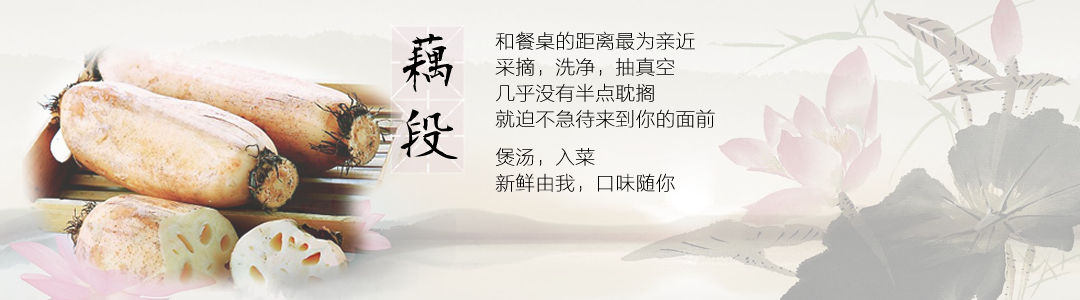 藕段
和餐桌的距离最为亲近
采摘，洗净，抽真空
几乎没有半点耽搁
就迫不急待来到你的面前
煲汤，入菜
新鲜由我，口味随你